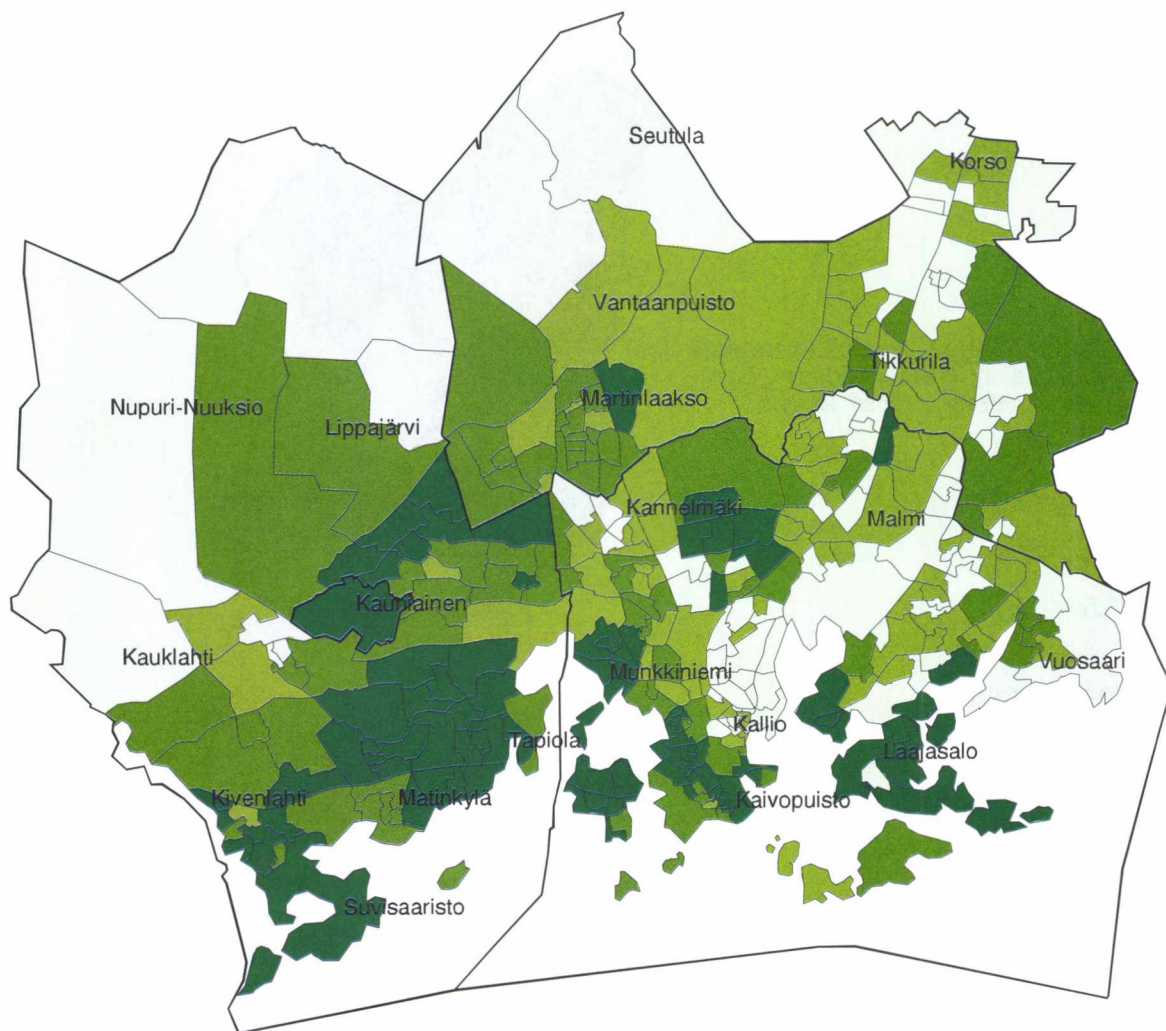 Seutula
Korso
Vantaanpuisto
Tikkurila
Martinlaakso
Nupuri-Nuuksio
Lippajärvi
Kannelmäki
Malmi
Kauniainen
Kauklahti
Munkkiniemi
Vuosaari
Kallio
Tapiola
Laajasalo
Kivenlahti
Matinkylä
Kaivopuisto
Suvisaaristo